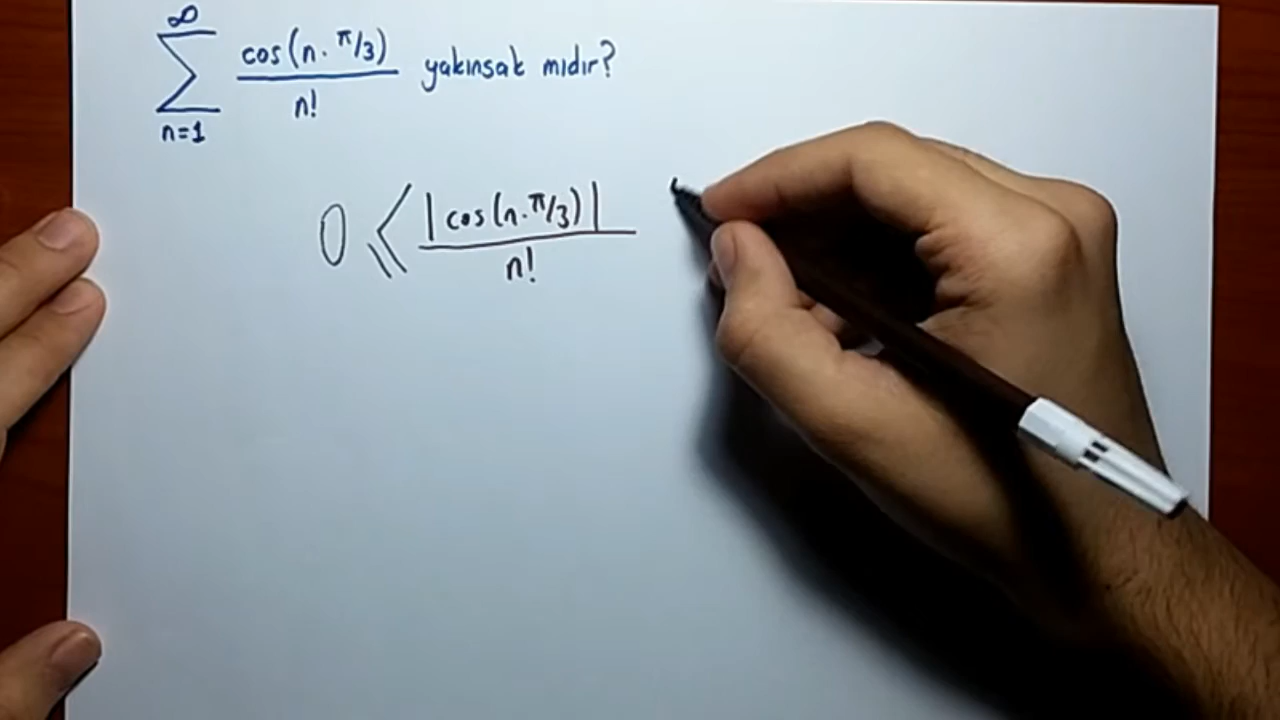 ∞
∑ cos(n. π/3) / n! yakınsak mıdır?
n=1
0 ≤ |cos(n. π/3)| / n!